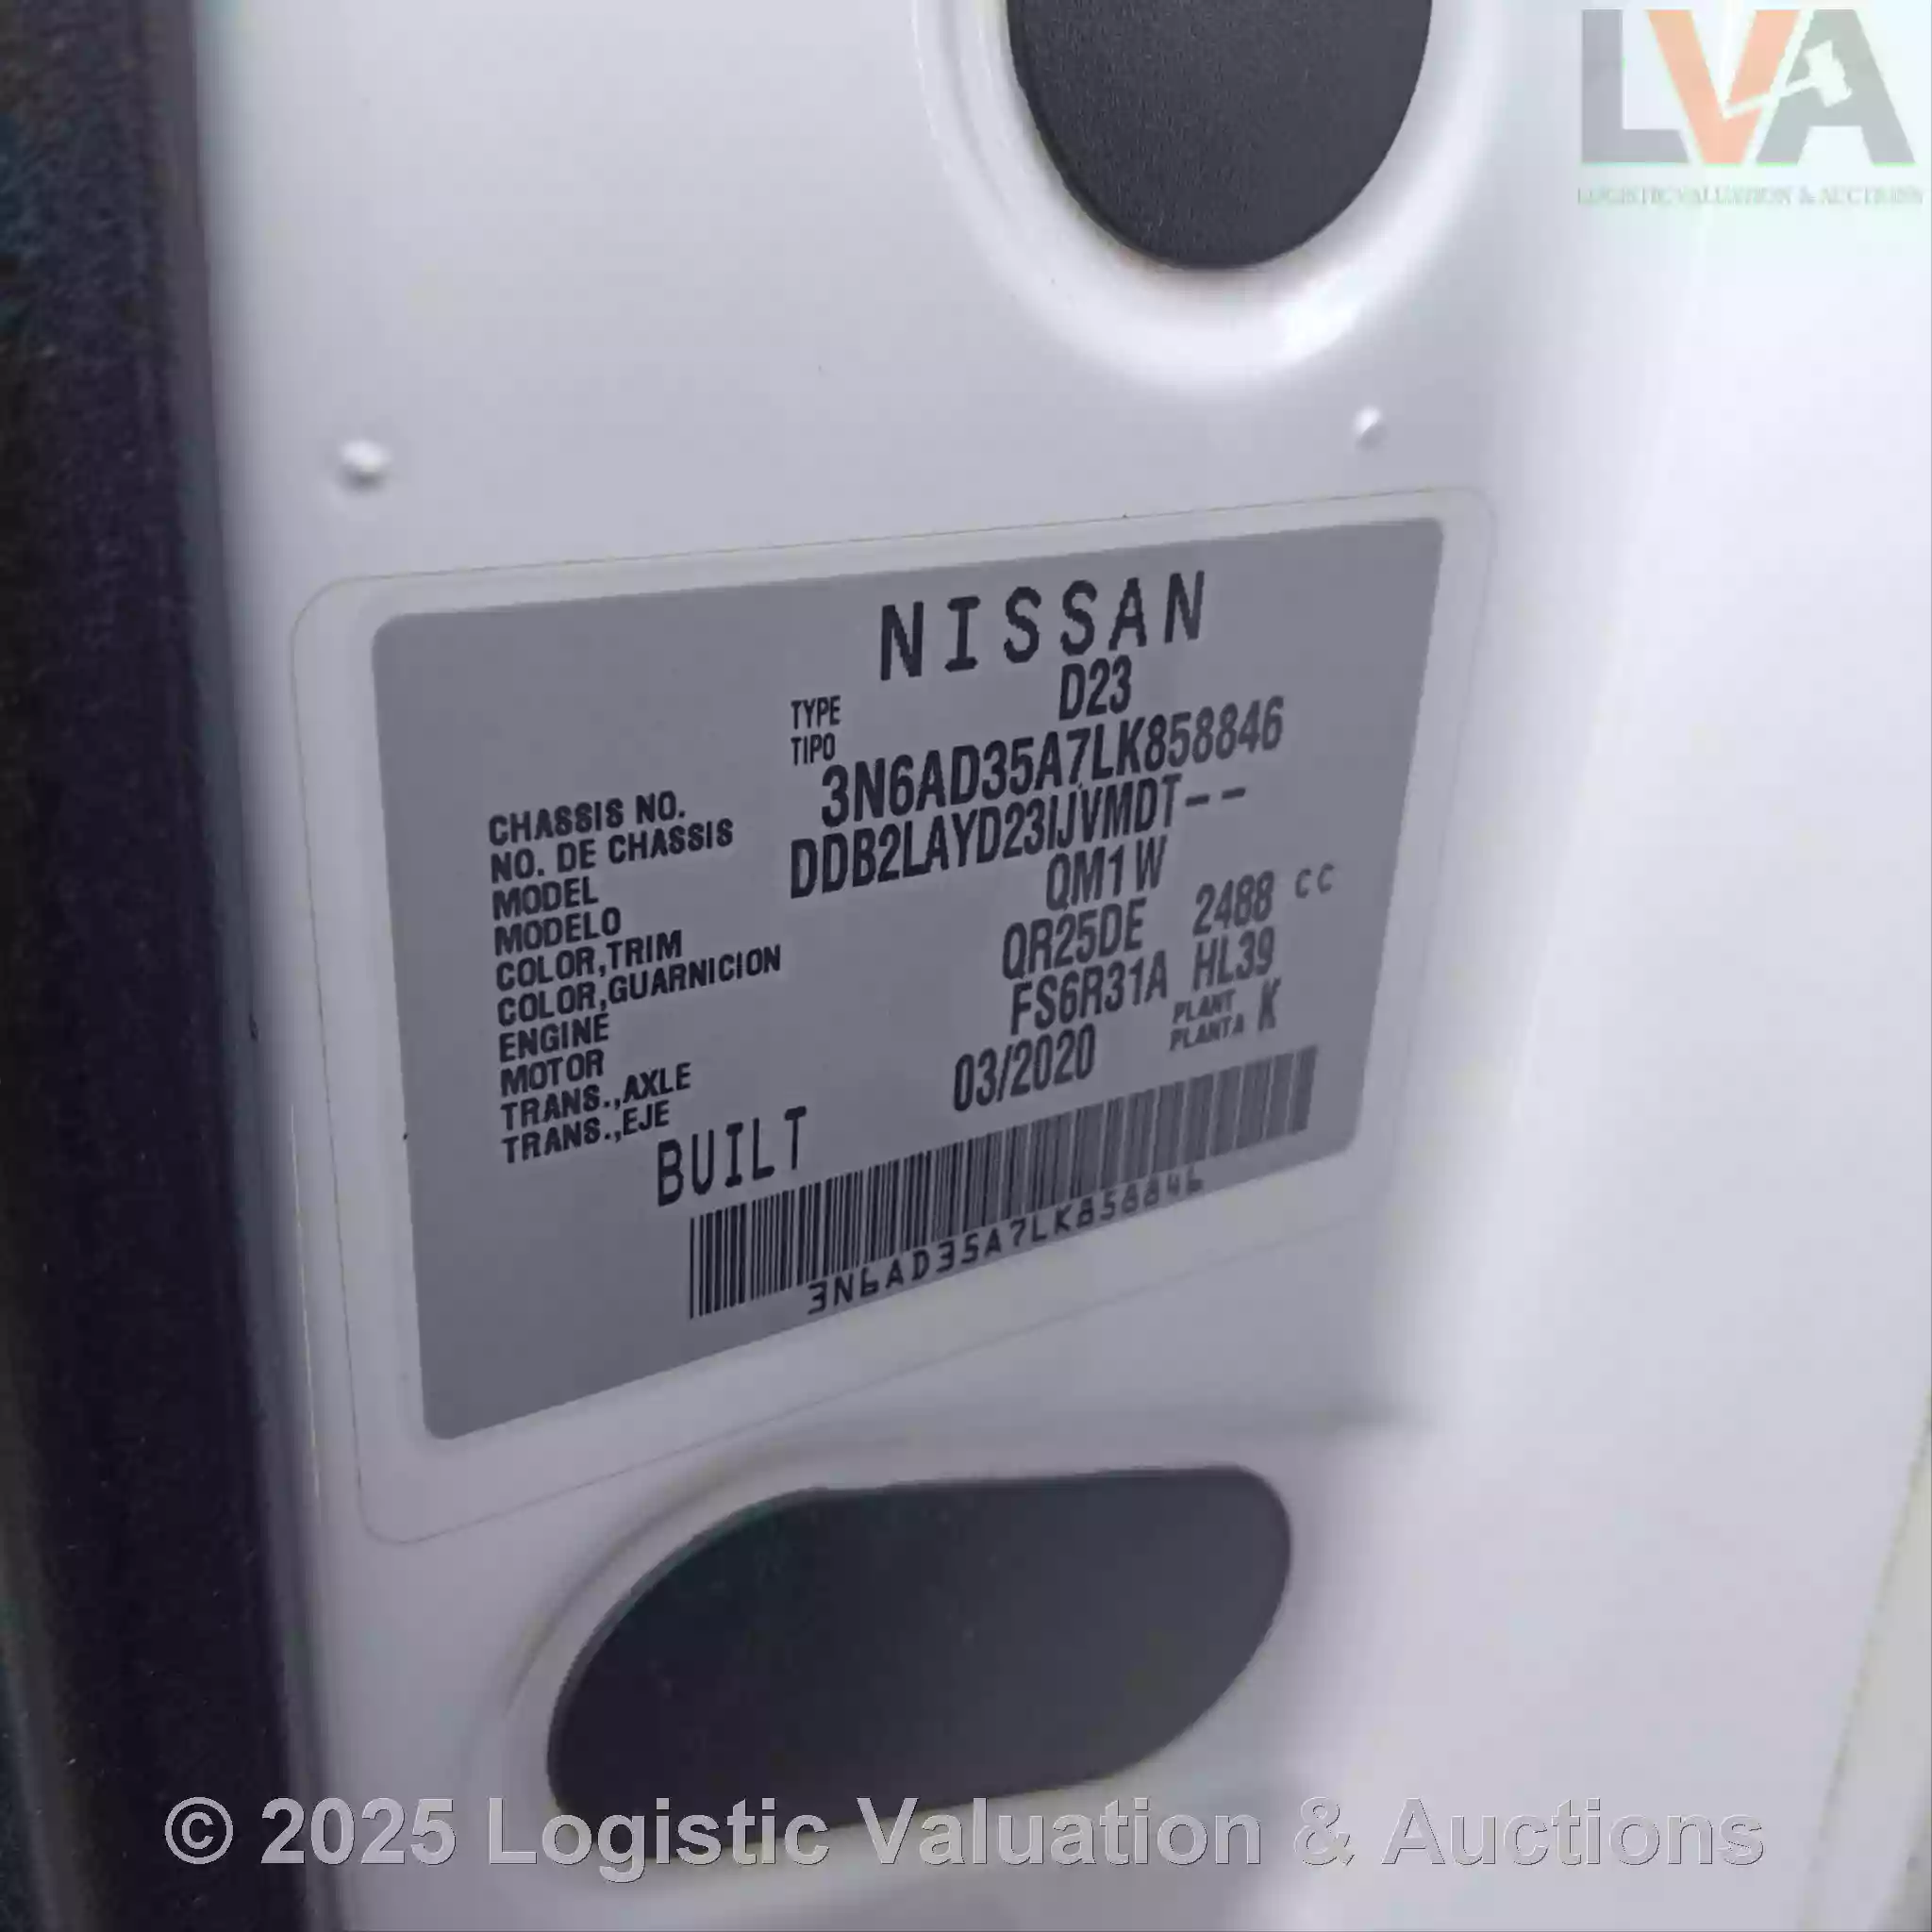 LVA
LOGISTIC VALUATION & AUCTIONS
NISSAN
TYPE
TIPO
D23
CHASSIS NO.
NO. DE CHASSIS
3N6AD35A7LK858846
MODEL
MODELO
DDB2LAYD23IJVMDT--
COLOR,TRIM
COLOR,GUARNICION
QM1W
ENGINE
MOTOR
QR25DE 2488 CC
TRANS.,AXLE
TRANS.,EJE
FS6R31A HL39
BUILT 03/2020
PLANT
PLANTA
K
3N6AD35A7LK858846
© 2025 Logistic Valuation & Auctions